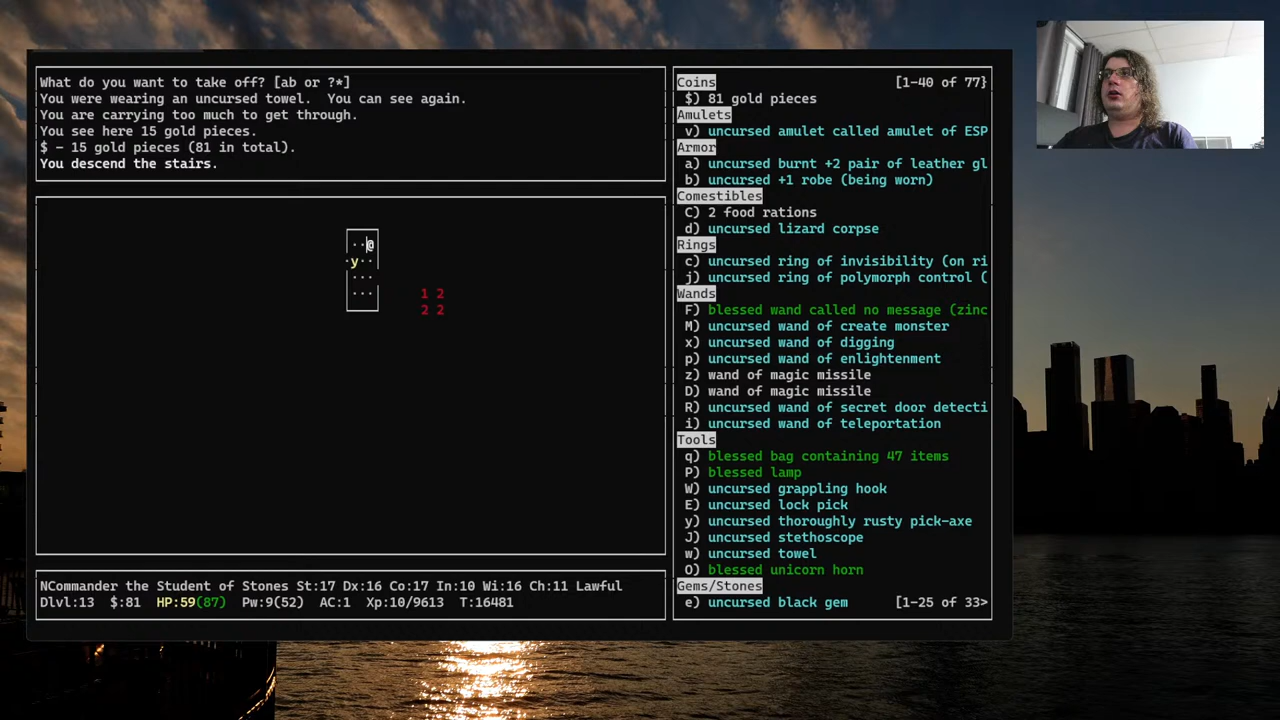 What do you want to take off? [ab or ?*]
You were wearing an uncursed towel.  You can see again.
You are carrying too much to get through.
You see here 15 gold pieces.
$ - 15 gold pieces (81 in total).
You descend the stairs.
··@
·y··
···
···
1 2
2 2
NCommander the Student of Stones St:17 Dx:16 Co:17 In:10 Wi:16 Ch:11 Lawful
Dlvl:13 $:81 HP:59(87) Pw:9(52) AC:1 Xp:10/9613 T:16481
Coins [1-40 of 77}
$) 81 gold pieces
Amulets
v) uncursed amulet called amulet of ESP
Armor
a) uncursed burnt +2 pair of leather gl
b) uncursed +1 robe (being worn)
Comestibles
C) 2 food rations
d) uncursed lizard corpse
Rings
c) uncursed ring of invisibility (on ri
j) uncursed ring of polymorph control (
Wands
F) blessed wand called no message (zinc
M) uncursed wand of create monster
x) uncursed wand of digging
p) uncursed wand of enlightenment
z) wand of magic missile
D) wand of magic missile
R) uncursed wand of secret door detecti
i) uncursed wand of teleportation
Tools
q) blessed bag containing 47 items
P) blessed lamp
W) uncursed grappling hook
E) uncursed lock pick
y) uncursed thoroughly rusty pick-axe
J) uncursed stethoscope
w) uncursed towel
O) blessed unicorn horn
Gems/Stones
e) uncursed black gem [1-25 of 33>